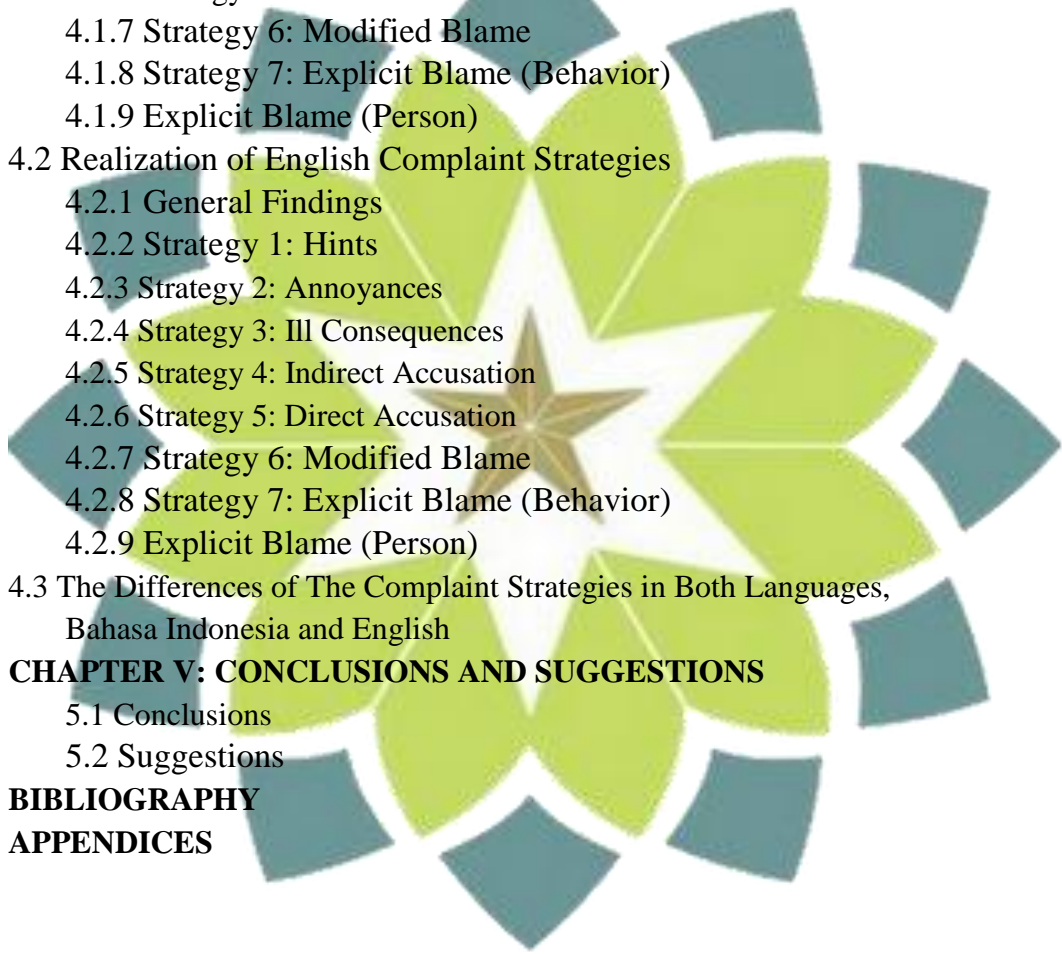 4.1.7 Strategy 6: Modified Blame
4.1.8 Strategy 7: Explicit Blame (Behavior)
4.1.9 Explicit Blame (Person)
4.2 Realization of English Complaint Strategies
4.2.1 General Findings
4.2.2 Strategy 1: Hints
4.2.3 Strategy 2: Annoyances
4.2.4 Strategy 3: Ill Consequences
4.2.5 Strategy 4: Indirect Accusation
4.2.6 Strategy 5: Direct Accusation
4.2.7 Strategy 6: Modified Blame
4.2.8 Strategy 7: Explicit Blame (Behavior)
4.2.9 Explicit Blame (Person)
4.3 The Differences of The Complaint Strategies in Both Languages,
Bahasa Indonesia and English
CHAPTER V: CONCLUSIONS AND SUGGESTIONS
5.1 Conclusions
5.2 Suggestions
BIBLIOGRAPHY
APPENDICES